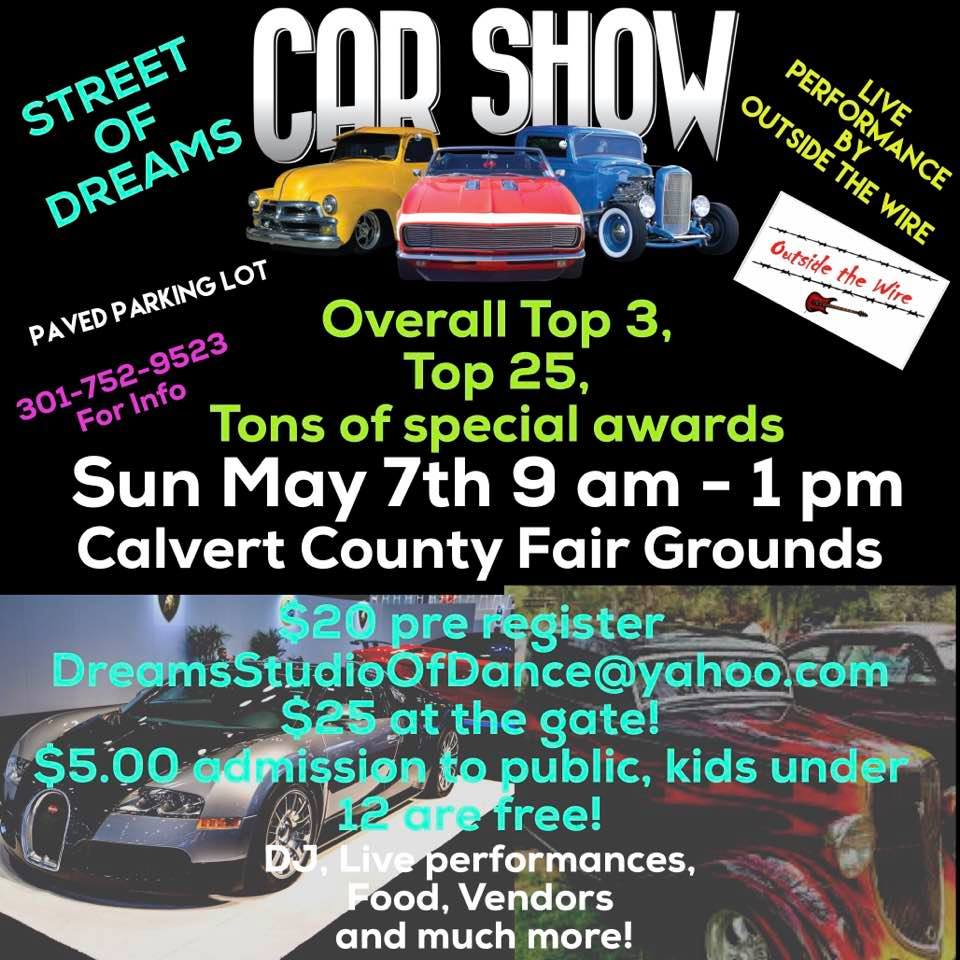 STREET
OF
DREAMS
CAR SHOW
LIVE
PERFORMANCE
BY
OUTSIDE THE WIRE
Outside the Wire
PAVED PARKING LOT
301-752-9523
For Info
Overall Top 3,
Top 25,
Tons of special awards
Sun May 7th 9 am - 1 pm
Calvert County Fair Grounds
$20 pre register
DreamsStudioOfDance@yahoo.com
$25 at the gate!
$5.00 admission to public, kids under
12 are free!
DJ, Live performances,
Food, Vendors
and much more!